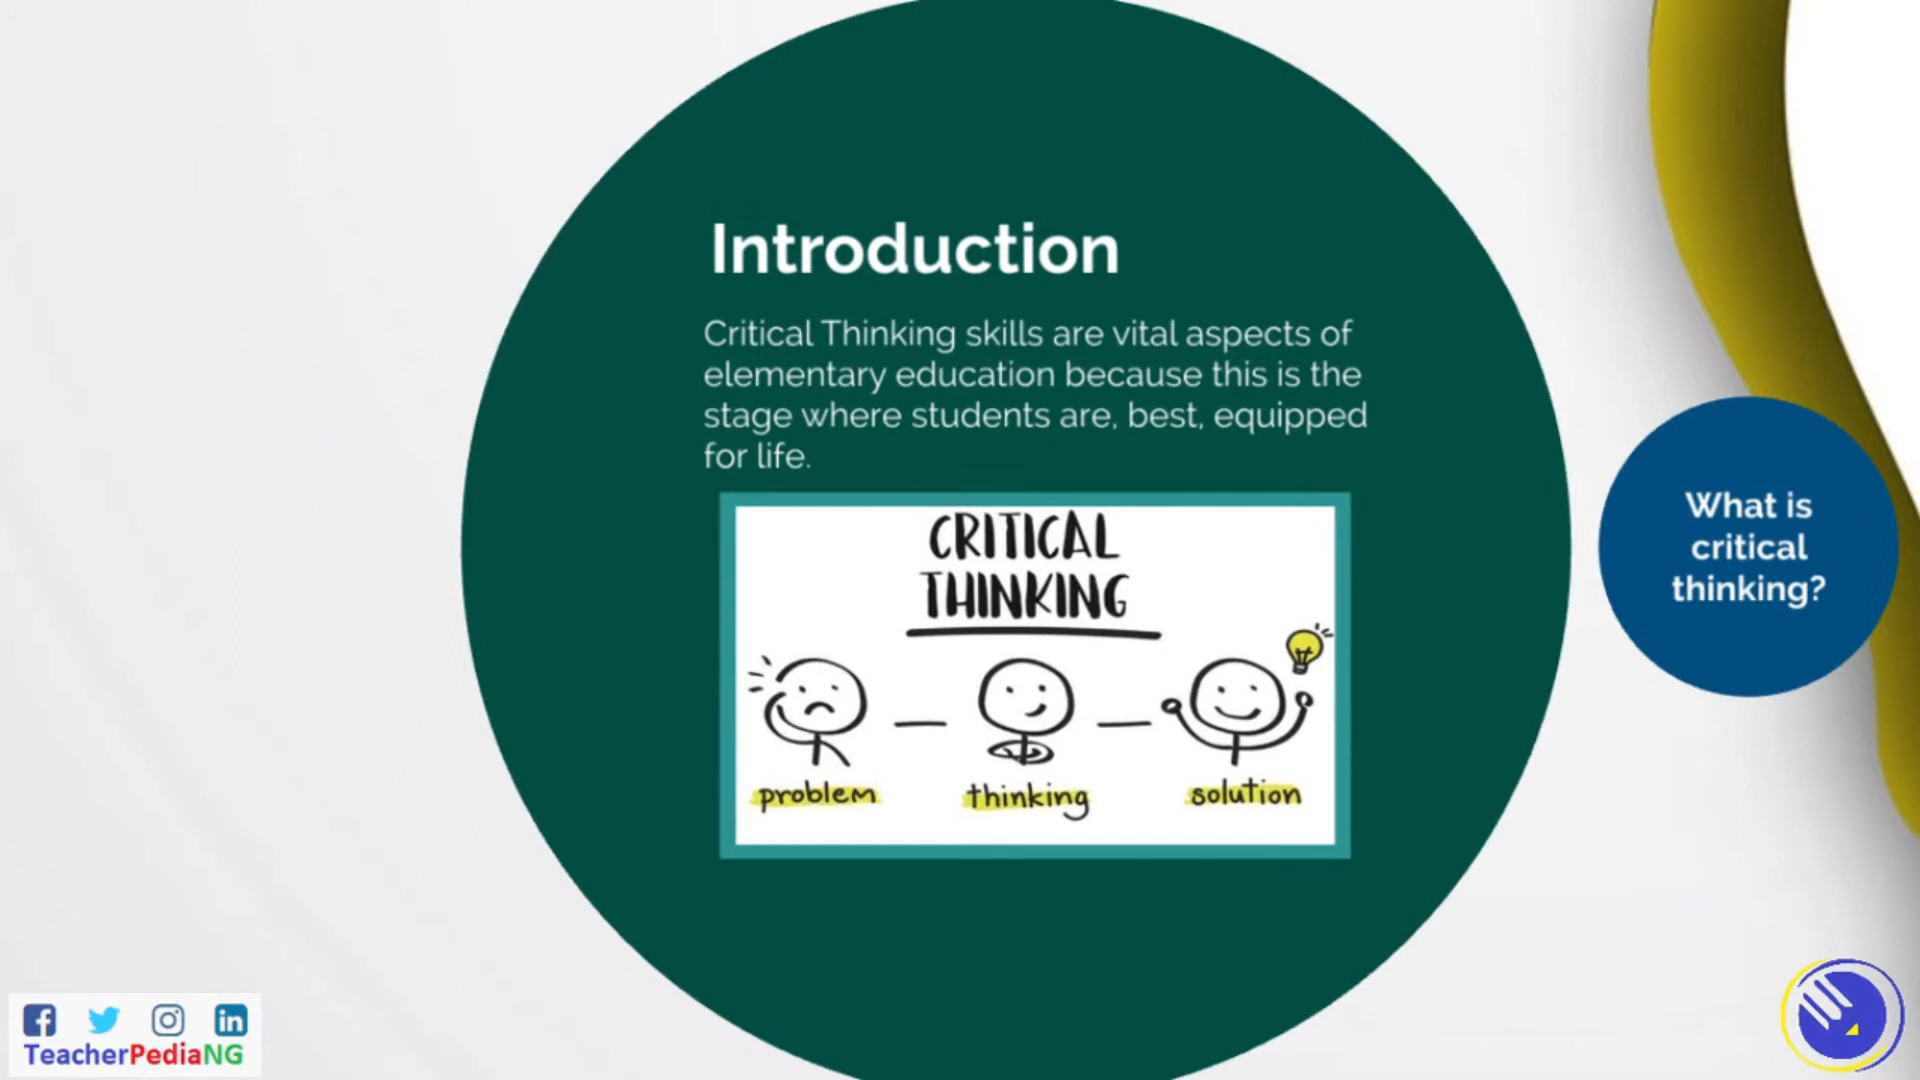 Introduction
Critical Thinking skills are vital aspects of
elementary education because this is the
stage where students are, best, equipped
for life.
CRITICAL
THINKING
problem
thinking
solution
What is
critical
thinking?
TeacherPediaNG